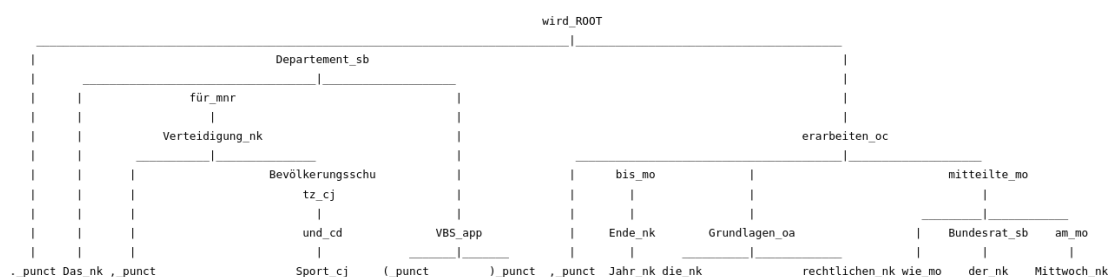 wird_ROOT
Departement_sb
für_mnr
Verteidigung_nk erarbeiten_oc
Bevölkerungsschu bis_mo mitteilte_mo
tz_cj
und_cd VBS_app Ende_nk Grundlagen_oa Bundesrat_sb am_mo
._punct Das_nk ,_punct Sport_cj (_punct )_punct ,_punct Jahr_nk die_nk rechtlichen_nk wie_mo der_nk Mittwoch_nk